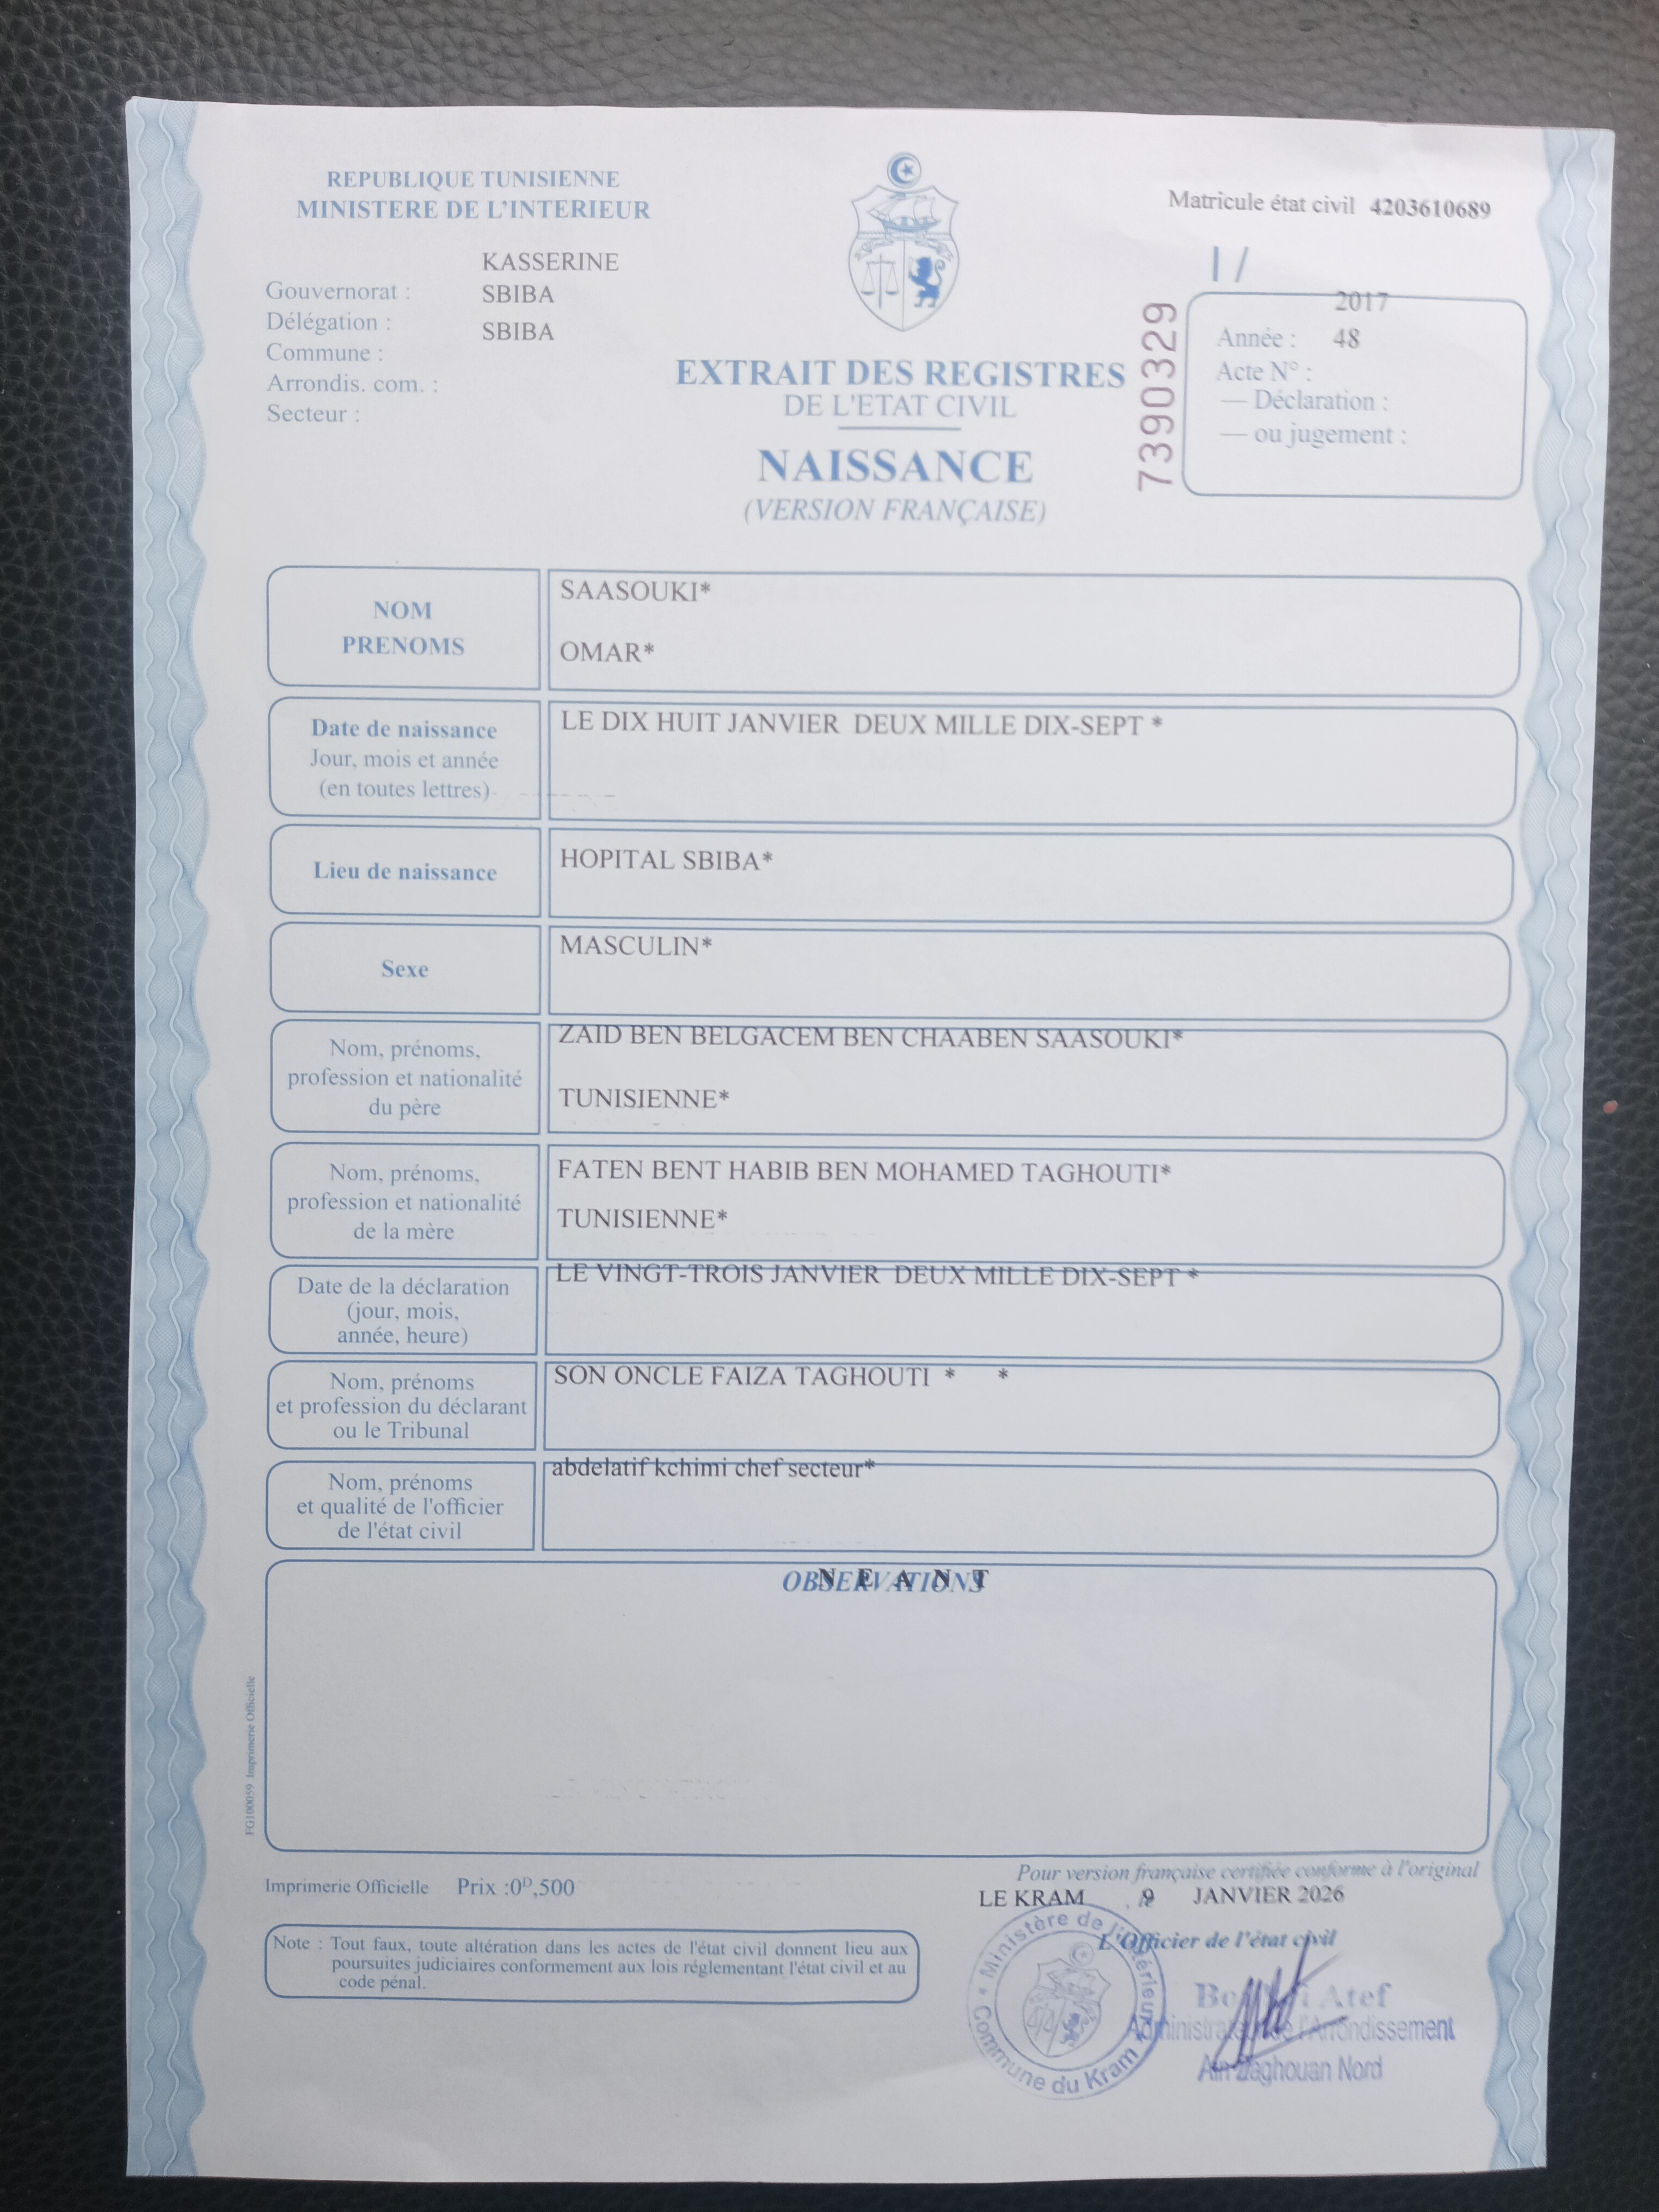 REPUBLIQUE TUNISIENNE
MINISTERE DE L'INTERIEUR
Matricule état civil 4203610689
KASSERINE
Gouvernorat :
SBIBA
Délégation :
SBIBA
Commune :
Arrondis. com. :
Secteur :
EXTRAIT DES REGISTRES
DE L'ETAT CIVIL
NAISSANCE
(VERSION FRANÇAISE)
7390329
1/
2017
Année : 48
Acte N° :
— Déclaration :
— ou jugement :
NOM
PRENOMS
SAASOUKI*
OMAR*
Date de naissance
Jour, mois et année
(en toutes lettres)
LE DIX HUIT JANVIER DEUX MILLE DIX-SEPT *
Lieu de naissance
HOPITAL SBIBA*
Sexe
MASCULIN*
Nom, prénoms,
profession et nationalité
du père
ZAID BEN BELGACEM BEN CHAABEN SAASOUKI*
TUNISIENNE*
Nom, prénoms,
profession et nationalité
de la mère
FATEN BENT HABIB BEN MOHAMED TAGHOUTI*
TUNISIENNE*
Date de la déclaration
(jour, mois,
année, heure)
LE VINGT-TROIS JANVIER DEUX MILLE DIX-SEPT *
Nom, prénoms
et profession du déclarant
ou le Tribunal
SON ONCLE FAIZA TAGHOUTI * *
Nom, prénoms
et qualité de l'officier
de l'état civil
abdelatif kchimi chef secteur*
OBSERVATIONS
N E A N T
FG100059 Imprimerie Officielle
Imprimerie Officielle Prix :0ᴰ,500
Note : Tout faux, toute altération dans les actes de l'état civil donnent lieu aux
poursuites judiciaires conformement aux lois réglementant l'état civil et au
code pénal.
Pour version française certifiée conforme à l'original
LE KRAM JANVIER 2026
L'Officier de l'état civil
Ministère de l'Intérieur
Commune du Kram
Atef
Administrateur de l'Arrondissement
Ain Zaghouan Nord